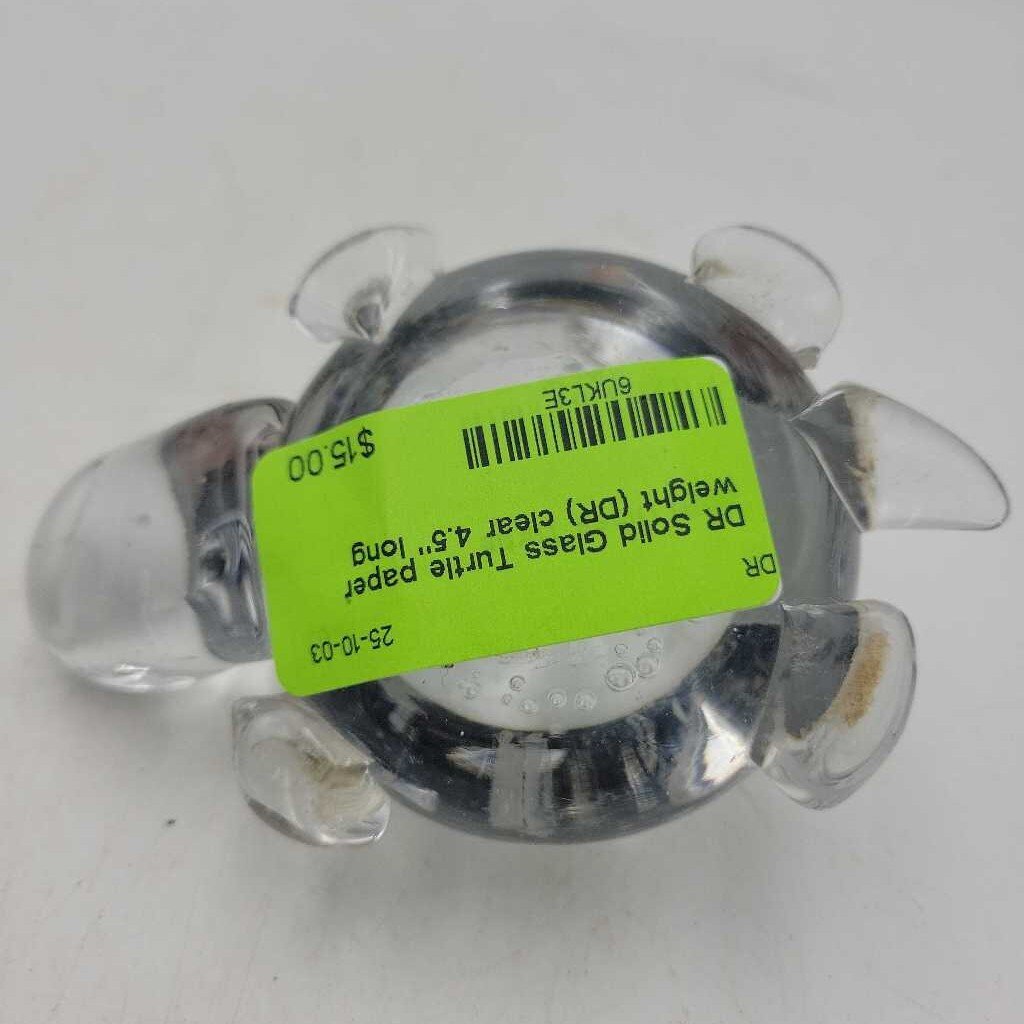 25-10-03
DR
DR Solid Glass Turtle paper
weight (DR) clear 4.5" long
$15.00
6UKL3E